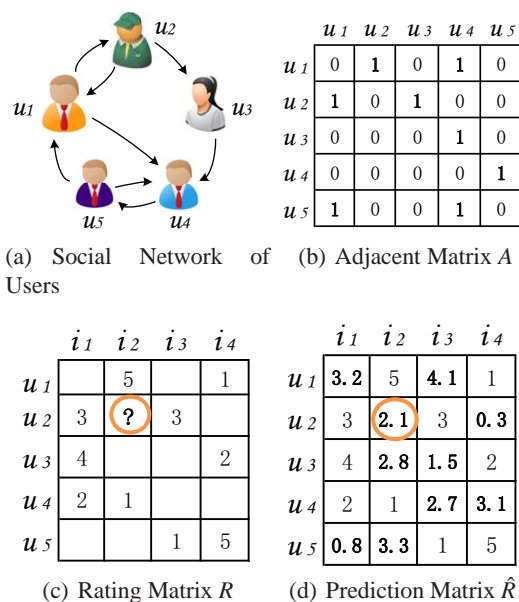 u2
u1
u3
u5
u4
u1 u2 u3 u4 u5
u1 0 1 0 1 0
u2 1 0 1 0 0
u3 0 0 0 1 0
u4 0 0 0 0 1
u5 1 0 0 1 0
(a) Social Network of Users
(b) Adjacent Matrix A
i1 i2 i3 i4
u1 5 1
u2 3 ? 3
u3 4 2
u4 2 1
u5 1 5
(c) Rating Matrix R
i1 i2 i3 i4
u1 3.2 5 4.1 1
u2 3 2.1 3 0.3
u3 4 2.8 1.5 2
u4 2 1 2.7 3.1
u5 0.8 3.3 1 5
(d) Prediction Matrix R̂